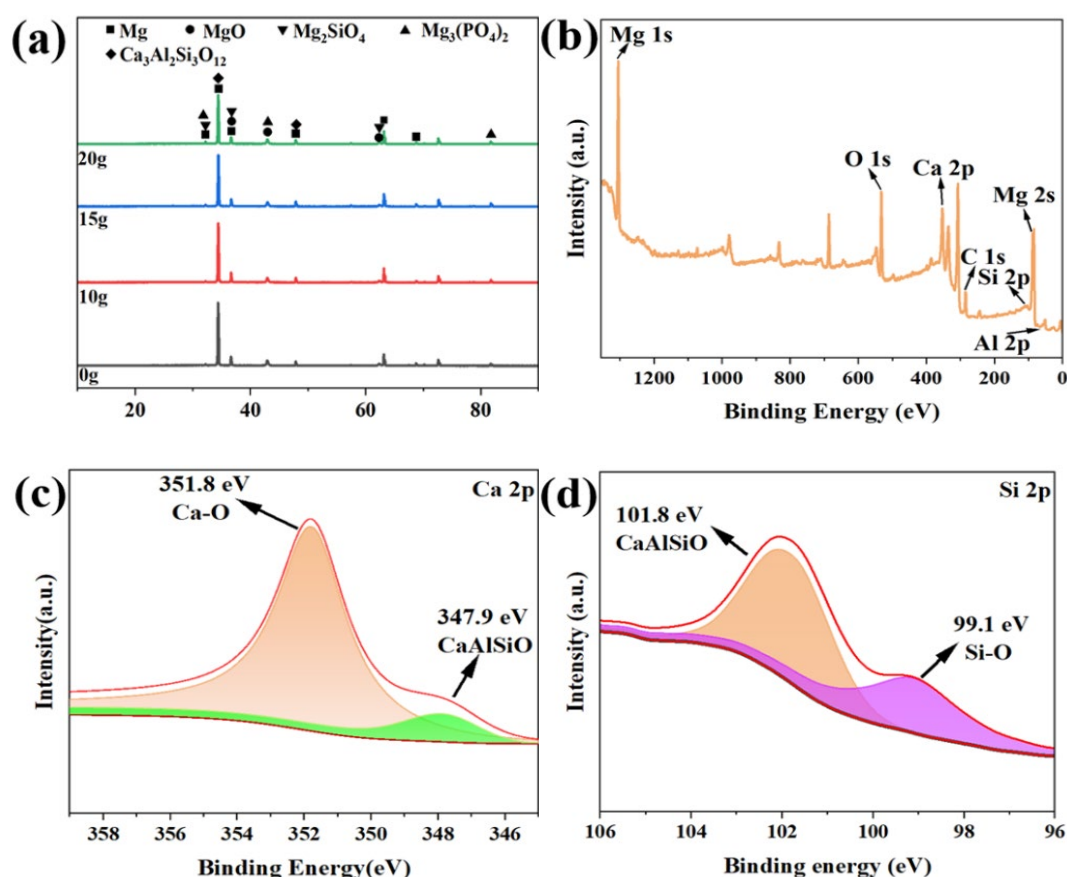 (a)
■ Mg ● MgO ▼ Mg₂SiO₄ ▲ Mg₃(PO₄)₂
◆ Ca₃Al₂Si₃O₁₂
20g
15g
10g
0g
20 40 60 80
(b)
Mg 1s
O 1s
Ca 2p
Mg 2s
C 1s
Si 2p
Al 2p
Intensity (a.u.)
1200 1000 800 600 400 200 0
Binding Energy (eV)
(c)
Ca 2p
351.8 eV
Ca-O
347.9 eV
CaAlSiO
Intensity(a.u.)
358 356 354 352 350 348 346
Binding Energy(eV)
(d)
Si 2p
101.8 eV
CaAlSiO
99.1 eV
Si-O
Intensity (a.u.)
106 104 102 100 98 96
Binding energy (eV)